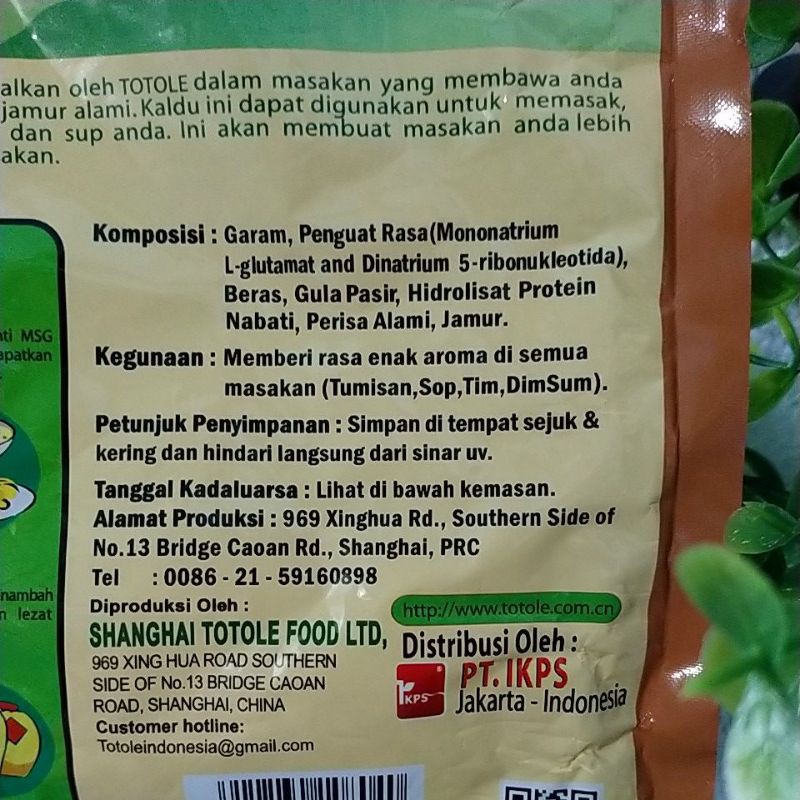 alkan oleh TOTOLE dalam masakan yang membawa anda
jamur alami. Kaldu ini dapat digunakan untuk memasak,
dan sup anda. Ini akan membuat masakan anda lebih
akan.
Komposisi : Garam, Penguat Rasa(Mononatrium
L-glutamat and Dinatrium 5-ribonukleotida),
Beras, Gula Pasir, Hidrolisat Protein
Nabati, Perisa Alami, Jamur.
ti MSG
apatkan
Kegunaan : Memberi rasa enak aroma di semua
masakan (Tumisan,Sop,Tim,DimSum).
Petunjuk Penyimpanan : Simpan di tempat sejuk &
kering dan hindari langsung dari sinar uv.
Tanggal Kadaluarsa : Lihat di bawah kemasan.
Alamat Produksi : 969 Xinghua Rd., Southern Side of
No.13 Bridge Caoan Rd., Shanghai, PRC
Tel : 0086 - 21 - 59160898
nambah
n lezat
Diproduksi Oleh :
SHANGHAI TOTOLE FOOD LTD,
969 XING HUA ROAD SOUTHERN
SIDE OF No.13 BRIDGE CAOAN
ROAD, SHANGHAI, CHINA
Customer hotline:
Totoleindonesia@gmail.com
http://www.totole.com.cn
Distribusi Oleh :
IKPS ® PT. IKPS
Jakarta - Indonesia